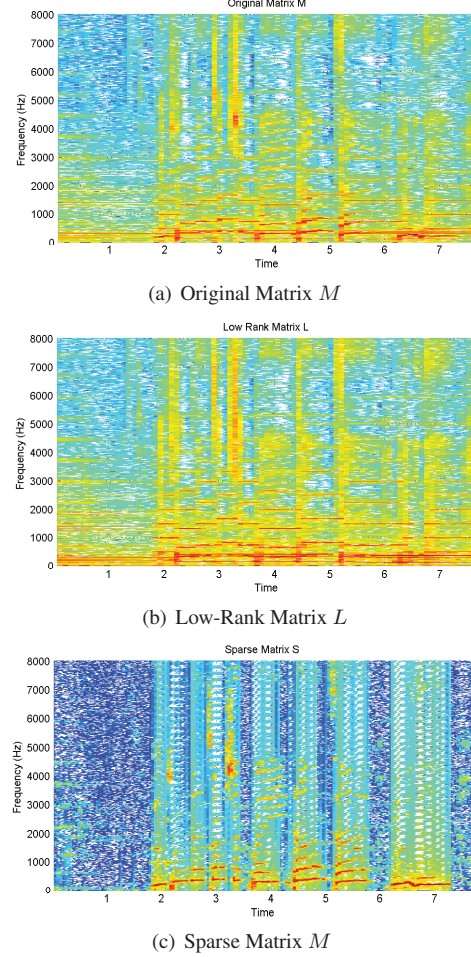 Original Matrix M
8000
7000
6000
5000
4000
3000
2000
1000
0
Frequency (Hz)
1 2 3 4 5 6 7
Time
(a) Original Matrix M
Low Rank Matrix L
8000
7000
6000
5000
4000
3000
2000
1000
0
Frequency (Hz)
1 2 3 4 5 6 7
Time
(b) Low-Rank Matrix L
Sparse Matrix S
8000
7000
6000
5000
4000
3000
2000
1000
0
Frequency (Hz)
1 2 3 4 5 6 7
Time
(c) Sparse Matrix M